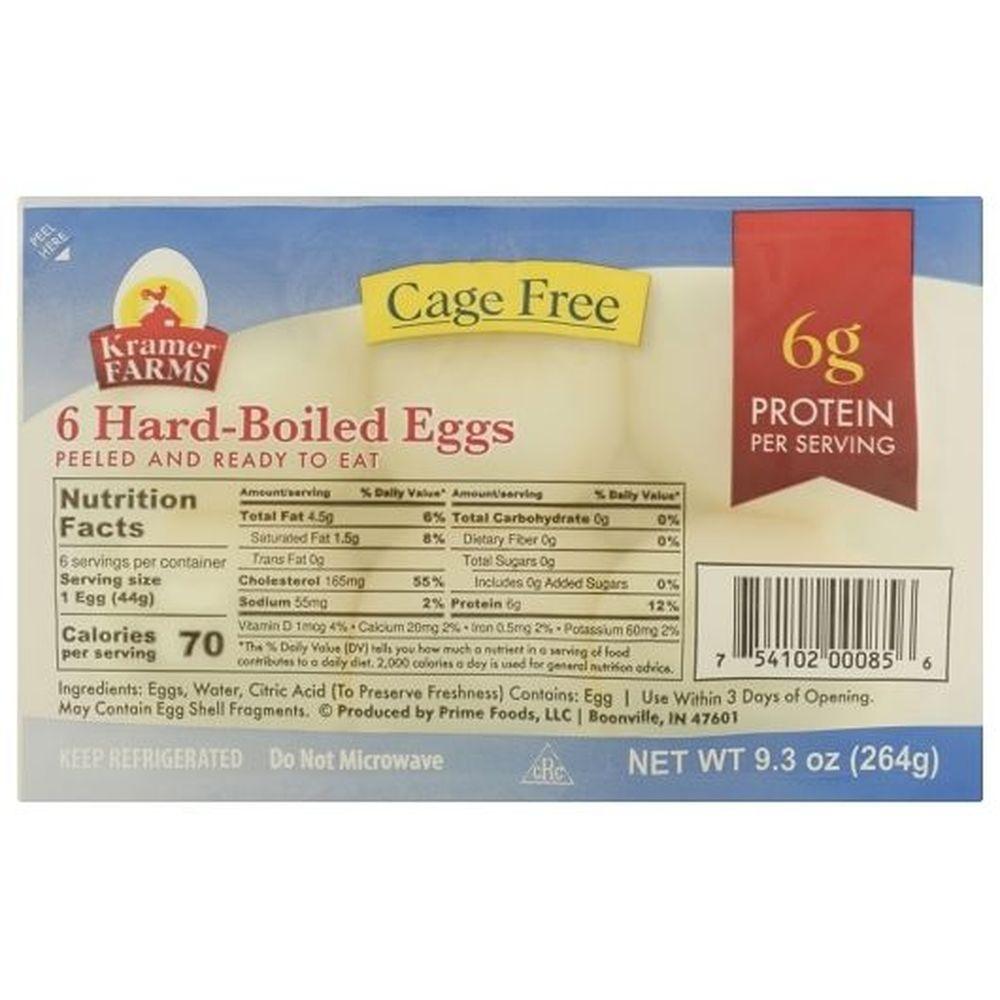 PEEL
HERE
Kramer
FARMS
Cage Free
6g
PROTEIN
PER SERVING
6 Hard-Boiled Eggs
PEELED AND READY TO EAT
Nutrition
Facts
6 servings per container
Serving size
1 Egg (44g)
Calories
per serving 70
Amount/serving % Daily Value*
Total Fat 4.5g 6%
Saturated Fat 1.5g 8%
Trans Fat 0g
Cholesterol 165mg 55%
Sodium 55mg 2%
Amount/serving % Daily Value*
Total Carbohydrate 0g 0%
Dietary Fiber 0g 0%
Total Sugars 0g
Includes 0g Added Sugars 0%
Protein 6g 12%
Vitamin D 1mcg 4% • Calcium 20mg 2% • Iron 0.5mg 2% • Potassium 60mg 2%
*The % Daily Value (DV) tells you how much a nutrient in a serving of food
contributes to a daily diet. 2,000 calories a day is used for general nutrition advice.
7 54102 00085 6
Ingredients: Eggs, Water, Citric Acid (To Preserve Freshness) Contains: Egg | Use Within 3 Days of Opening.
May Contain Egg Shell Fragments. © Produced by Prime Foods, LLC | Boonville, IN 47601
KEEP REFRIGERATED Do Not Microwave
cRc
NET WT 9.3 oz (264g)